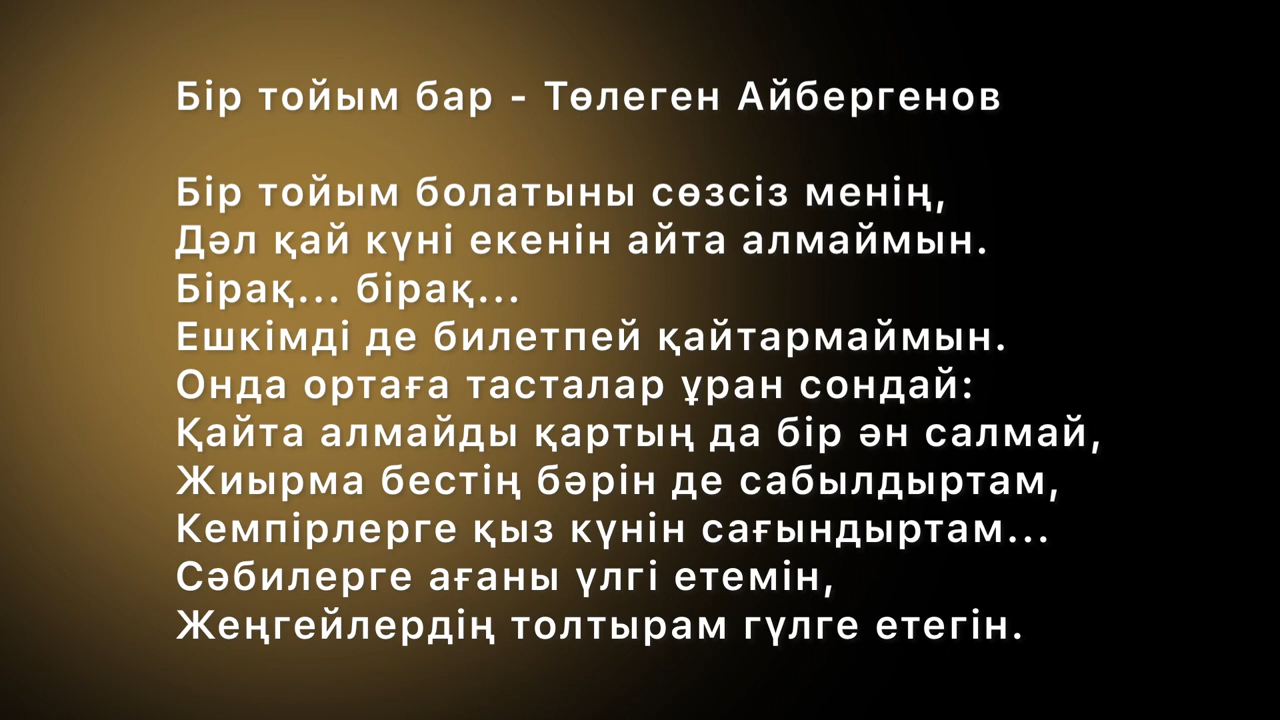 Бір тойым бар - Төлеген Айбергенов
Бір тойым болатыны сөзсіз менің,
Дәл қай күні екенін айта алмаймын.
Бірақ... бірақ...
Ешкімді де билетпей қайтармаймын.
Онда ортаға тасталар ұран сондай:
Қайта алмайды қартың да бір ән салмай,
Жиырма бестің бәрін де сабылдыртам,
Кемпірлерге қыз күнін сағындыртам...
Сәбилерге ағаны үлгі етемін,
Жеңгейлердің толтырам гүлге етегін.